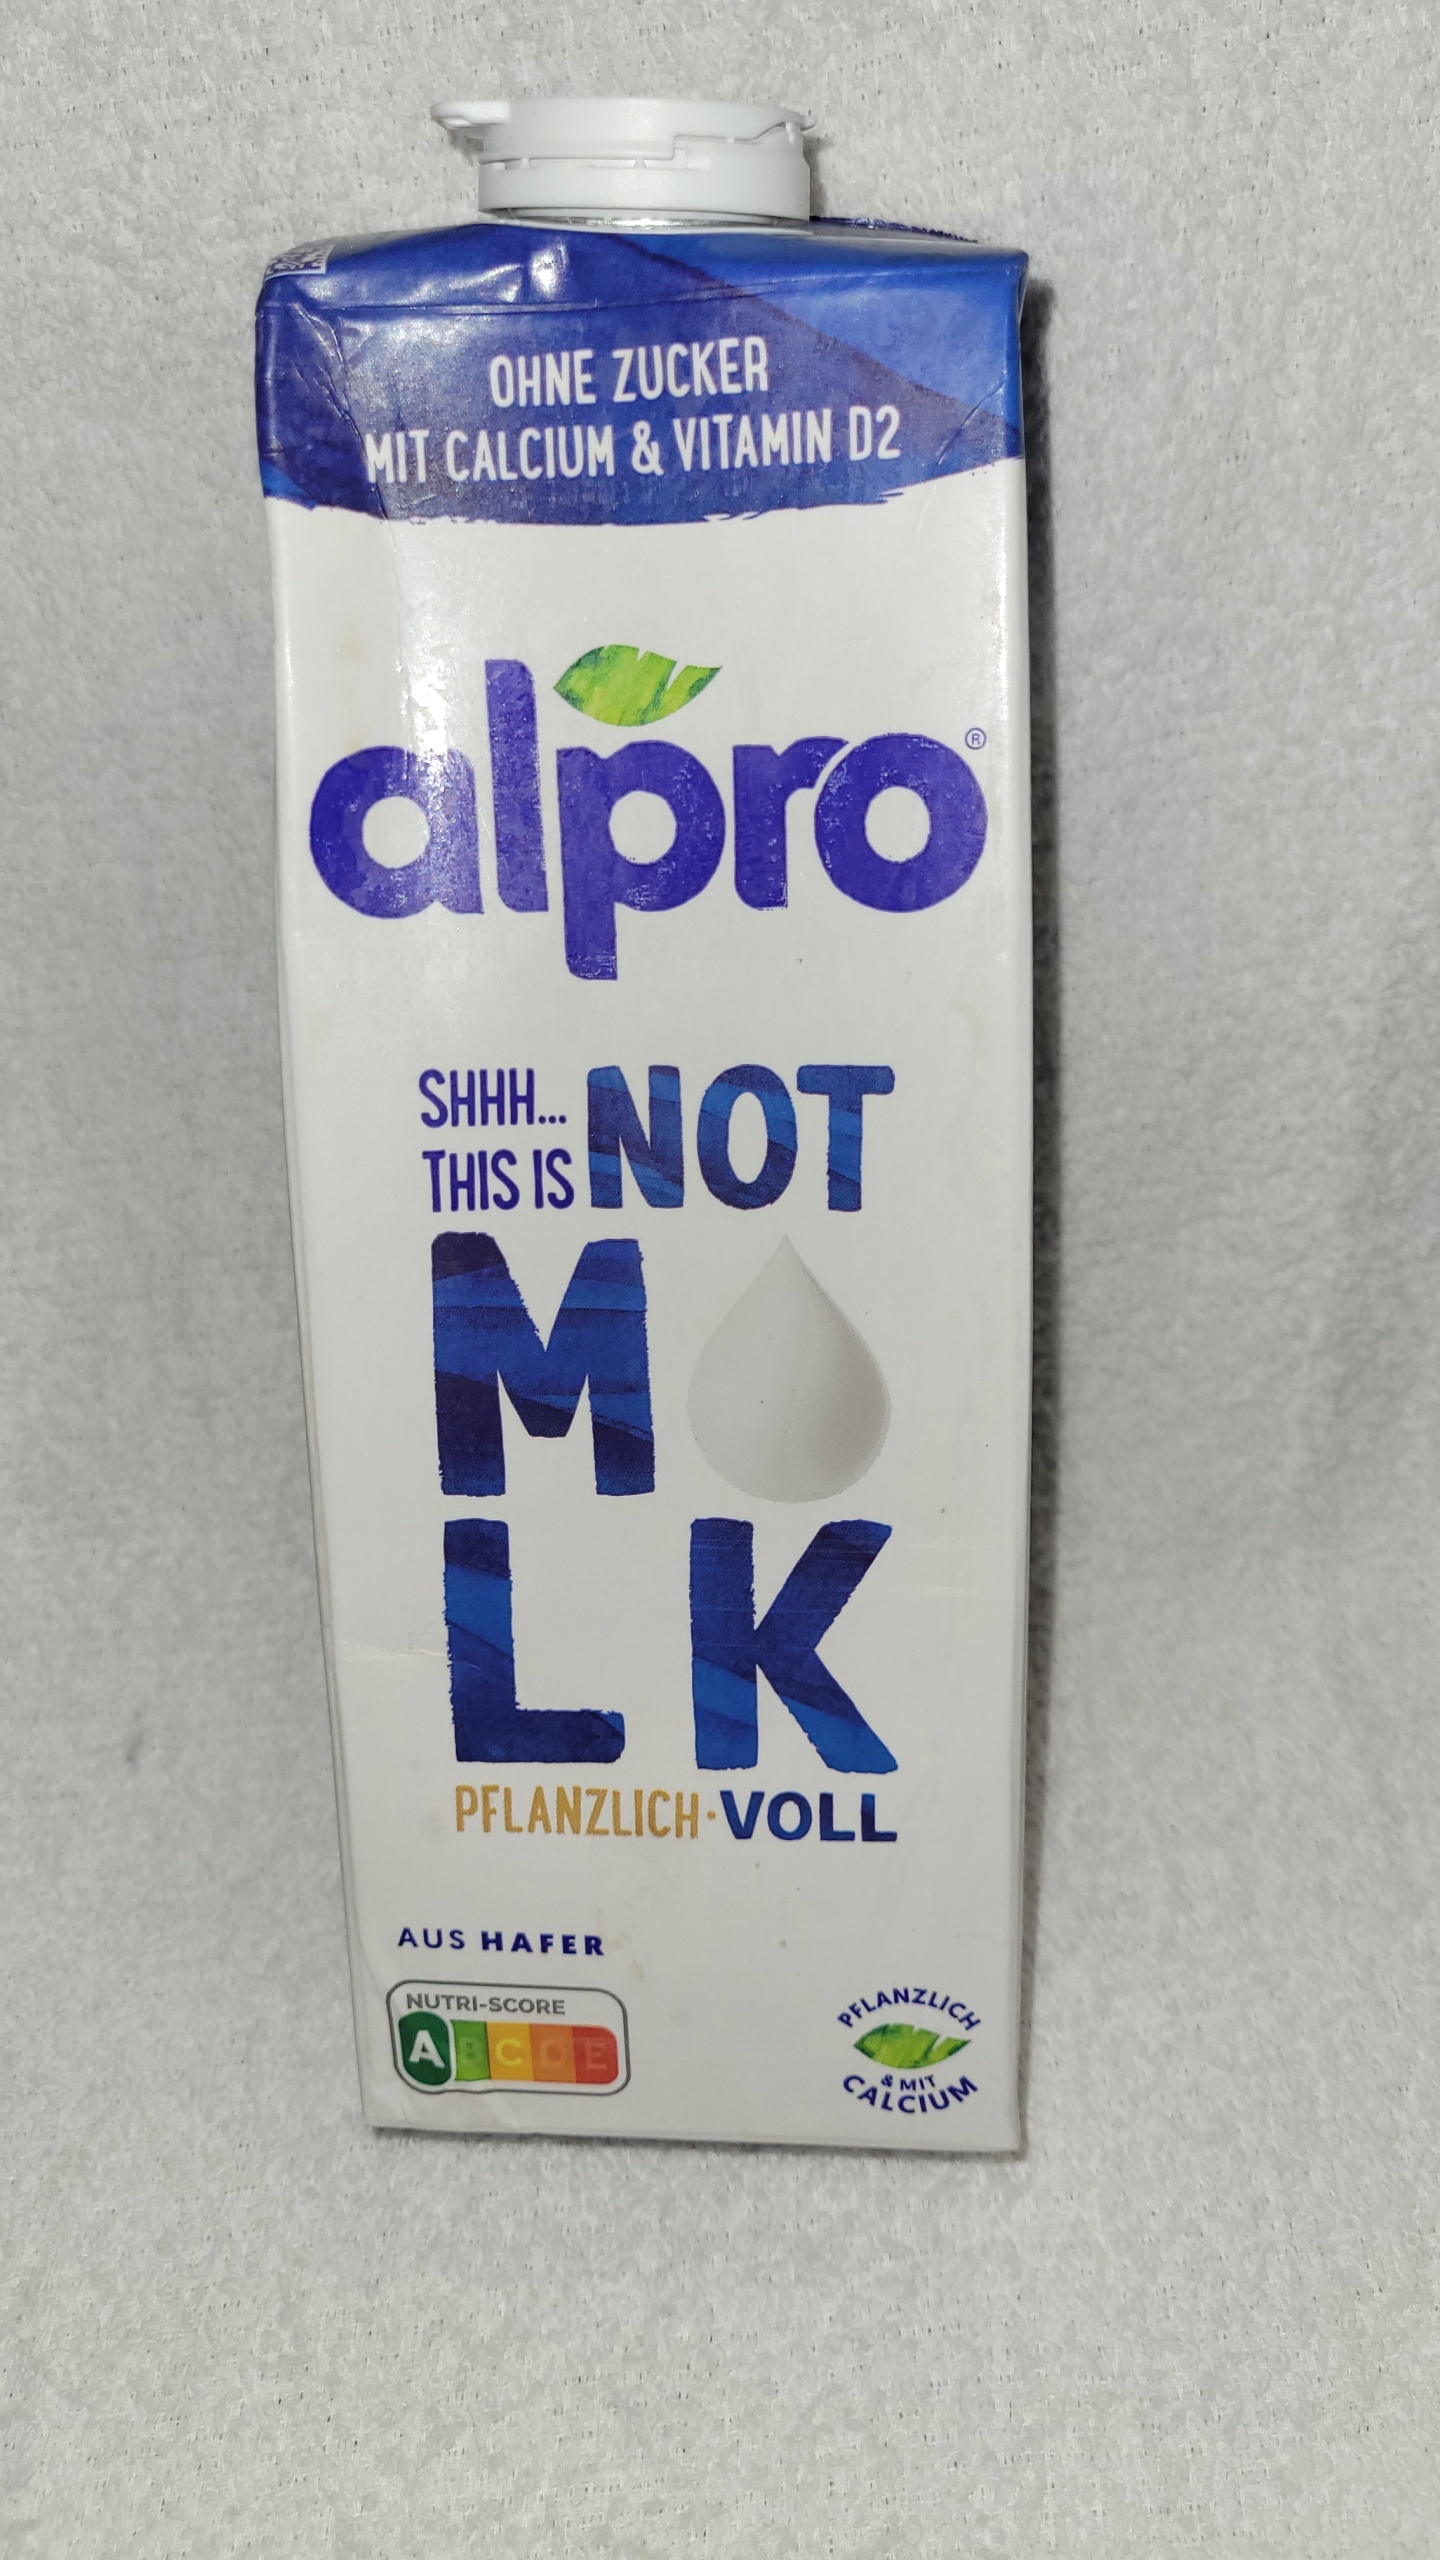 OHNE ZUCKER
MIT CALCIUM & VITAMIN D2
alpro®
SHHH...
THIS IS NOT
M LK
PFLANZLICH·VOLL
AUS HAFER
NUTRI-SCORE
A B C D E
PFLANZLICH
& MIT
CALCIUM